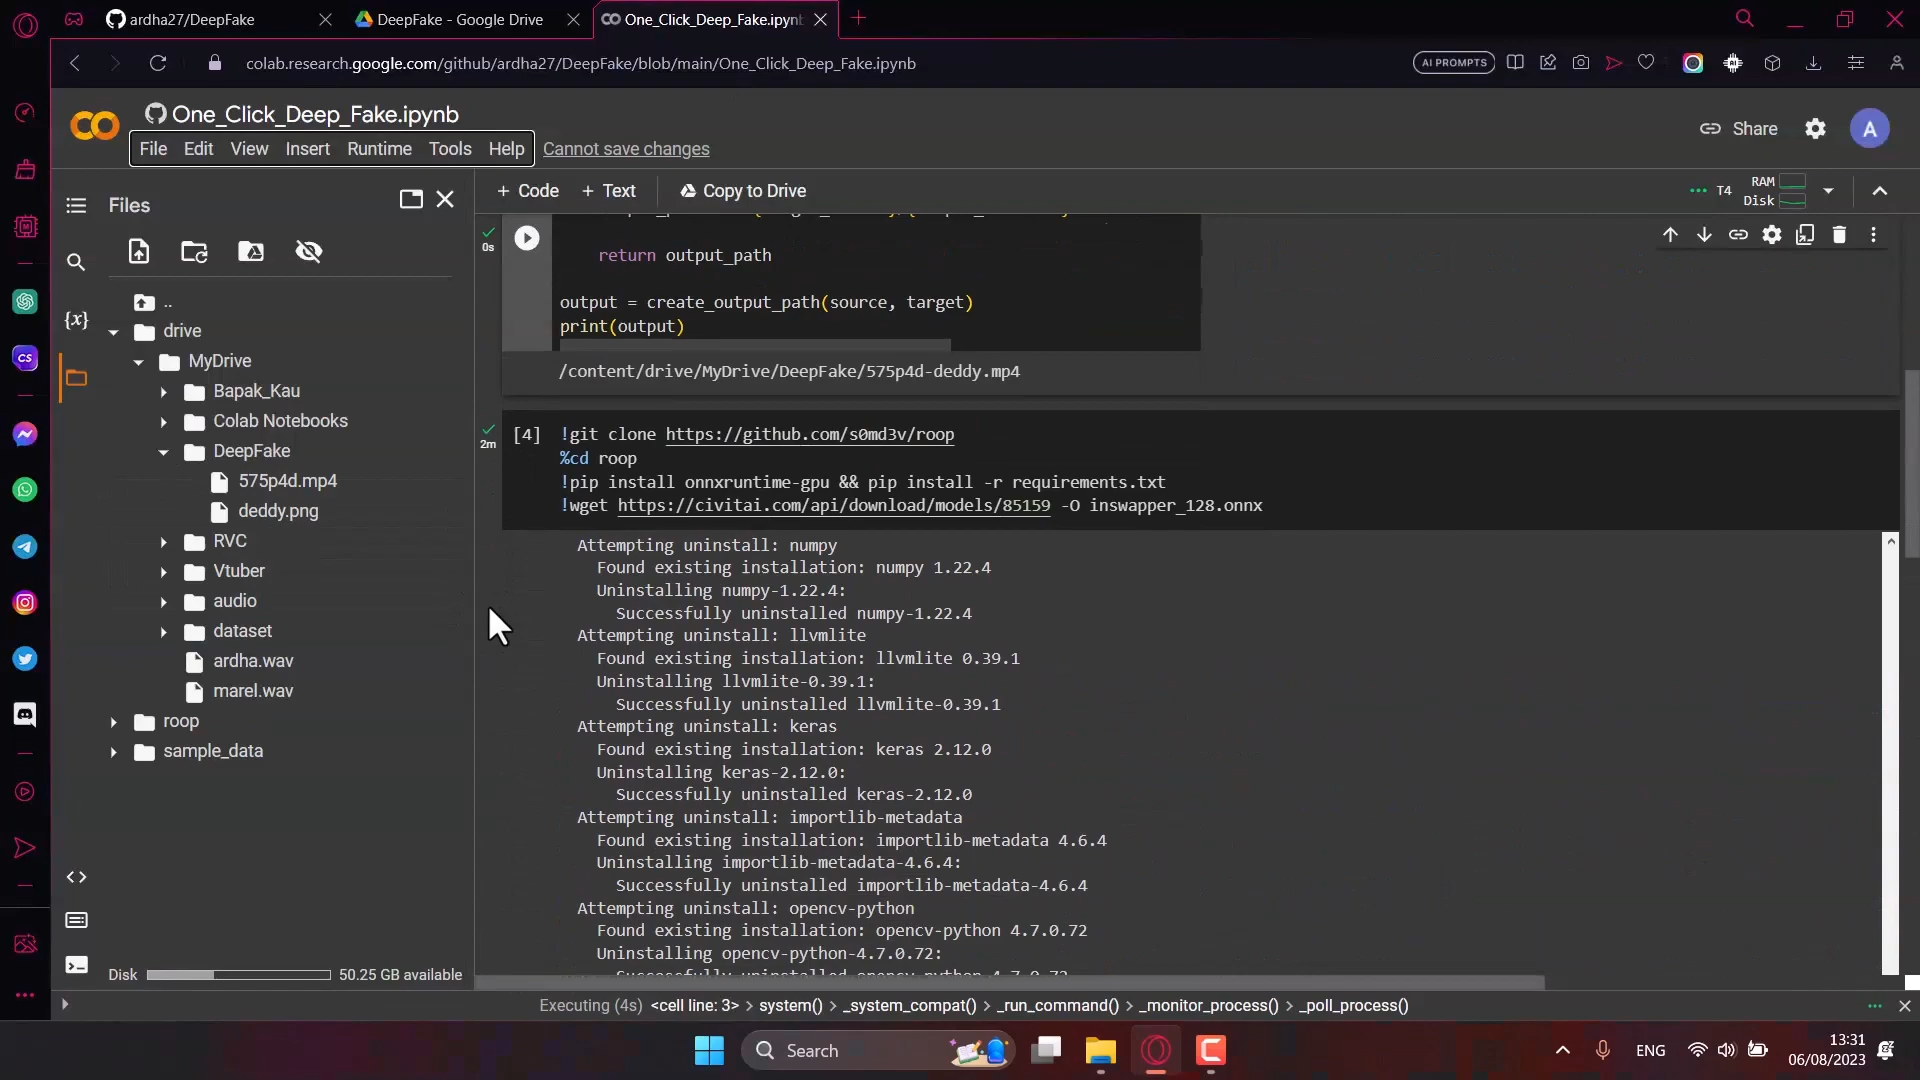 ardha27/DeepFake
DeepFake - Google Drive
One_Click_Deep_Fake.ipynb
colab.research.google.com/github/ardha27/DeepFake/blob/main/One_Click_Deep_Fake.ipynb
AI PROMPTS
One_Click_Deep_Fake.ipynb
File Edit View Insert Runtime Tools Help Cannot save changes
Share
A
Files
+ Code + Text Copy to Drive
T4
RAM
Disk
{x}
CS
..
drive
MyDrive
Bapak_Kau
Colab Notebooks
DeepFake
575p4d.mp4
deddy.png
RVC
Vtuber
audio
dataset
ardha.wav
marel.wav
roop
sample_data
Disk 50.25 GB available
0s
return output_path
output = create_output_path(source, target)
print(output)
/content/drive/MyDrive/DeepFake/575p4d-deddy.mp4
2m
[4] !git clone https://github.com/s0md3v/roop
%cd roop
!pip install onnxruntime-gpu && pip install -r requirements.txt
!wget https://civitai.com/api/download/models/85159 -O inswapper_128.onnx
Attempting uninstall: numpy
Found existing installation: numpy 1.22.4
Uninstalling numpy-1.22.4:
Successfully uninstalled numpy-1.22.4
Attempting uninstall: llvmlite
Found existing installation: llvmlite 0.39.1
Uninstalling llvmlite-0.39.1:
Successfully uninstalled llvmlite-0.39.1
Attempting uninstall: keras
Found existing installation: keras 2.12.0
Uninstalling keras-2.12.0:
Successfully uninstalled keras-2.12.0
Attempting uninstall: importlib-metadata
Found existing installation: importlib-metadata 4.6.4
Uninstalling importlib-metadata-4.6.4:
Successfully uninstalled importlib-metadata-4.6.4
Attempting uninstall: opencv-python
Found existing installation: opencv-python 4.7.0.72
Uninstalling opencv-python-4.7.0.72:
Successfully uninstalled opencv-python-4.7.0.72
Executing (4s) <cell line: 3> > system() > _system_compat() > _run_command() > _monitor_process() > _poll_process()
Search
ENG
13:31
06/08/2023